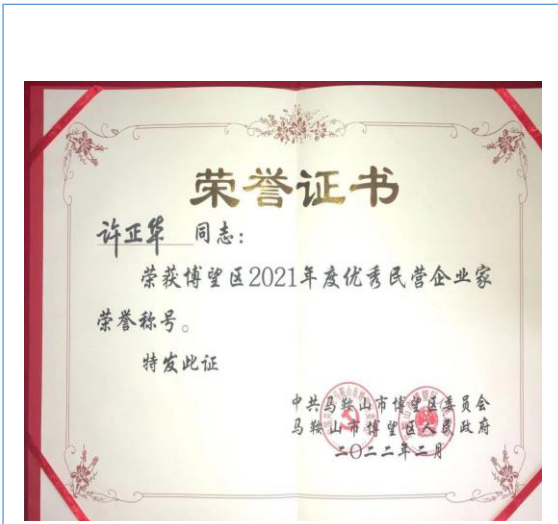 荣誉证书
许正华 同志：
荣获博望区2021年度优秀民营企业家
荣誉称号。
特发此证
中共马鞍山市博望区委员会
马鞍山市博望区人民政府
二〇二二年二月